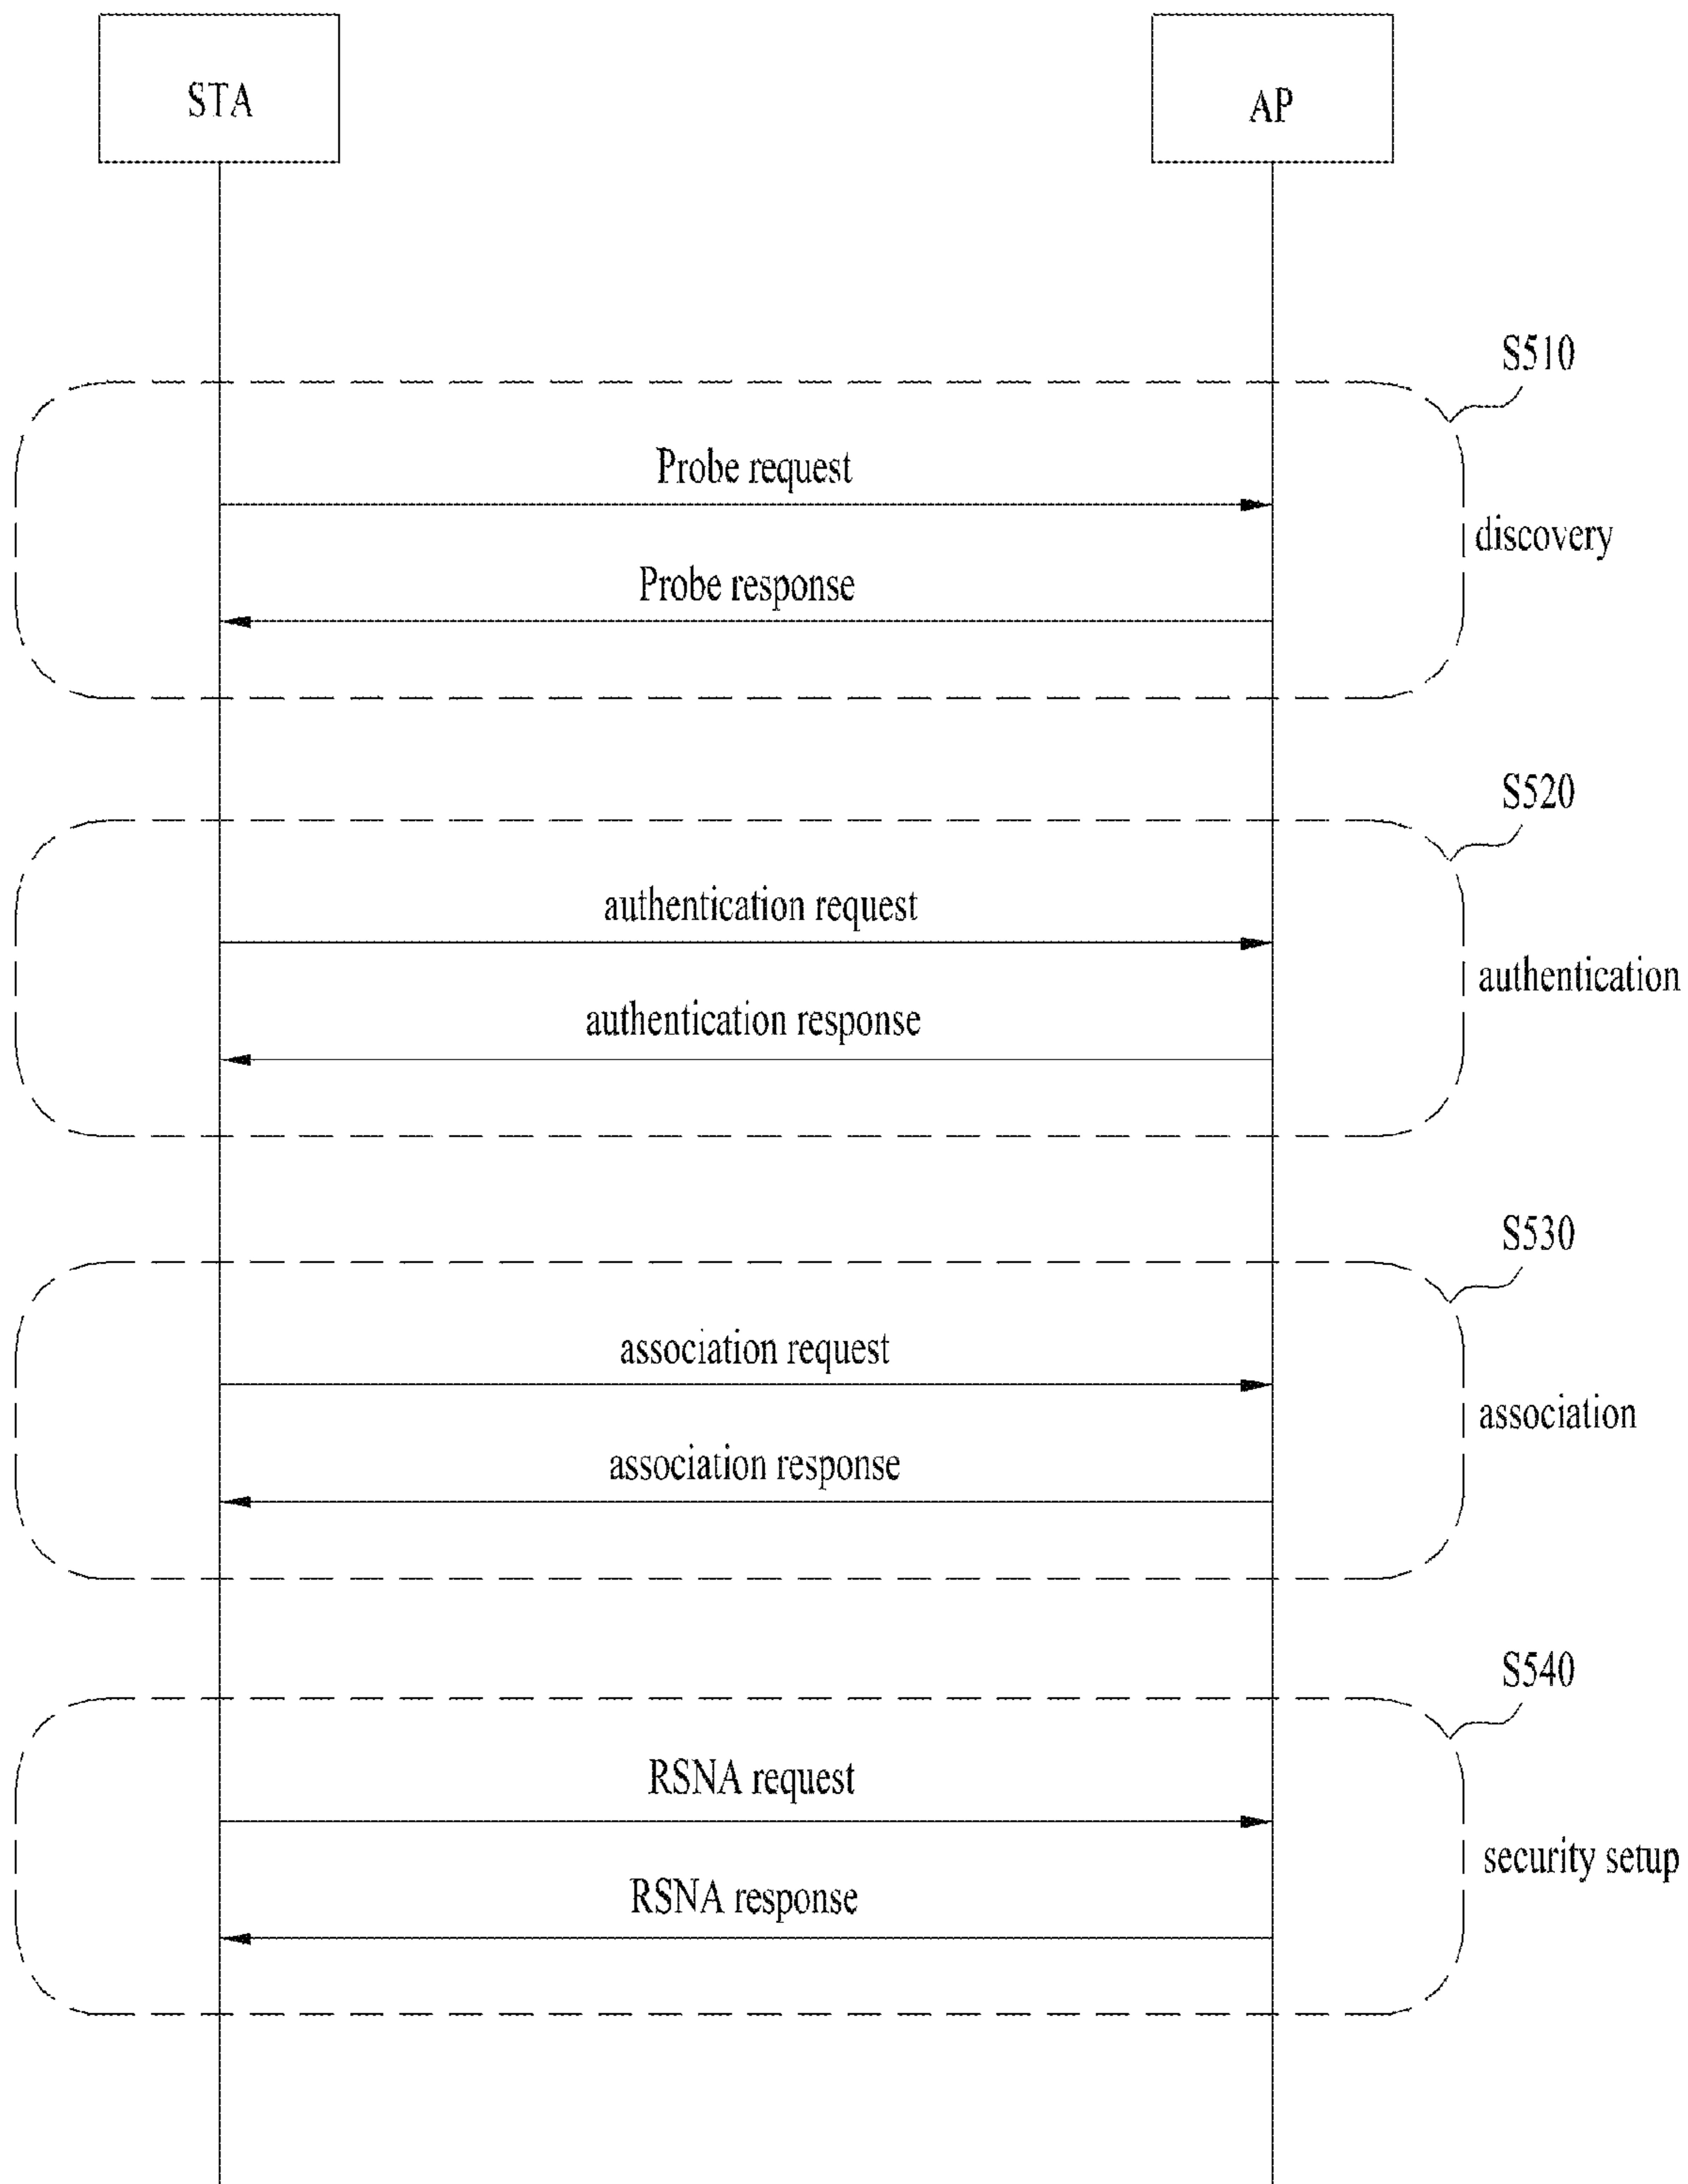 STA
AP
S510
Probe request
discovery
Probe response
S520
authentication request
authentication
authentication response
S530
association request
association
association response
S540
RSNA request
security setup
RSNA response